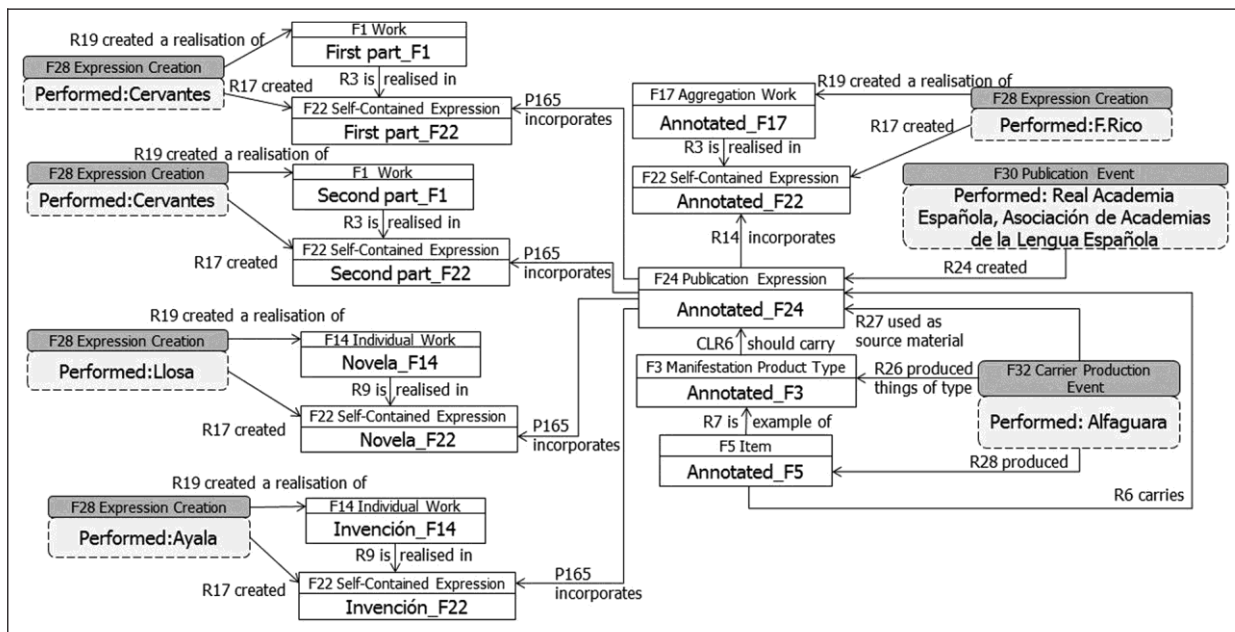 R19 created a realisation of
F28 Expression Creation
Performed:Cervantes
R17 created
F1 Work
First part_F1
R3 is realised in
F22 Self-Contained Expression
First part_F22
P165
incorporates
R19 created a realisation of
F28 Expression Creation
Performed:Cervantes
R17 created
F1 Work
Second part_F1
R3 is realised in
F22 Self-Contained Expression
Second part_F22
P165
incorporates
R19 created a realisation of
F28 Expression Creation
Performed:Llosa
R17 created
F14 Individual Work
Novela_F14
R9 is realised in
F22 Self-Contained Expression
Novela_F22
P165
incorporates
R19 created a realisation of
F28 Expression Creation
Performed:Ayala
R17 created
F14 Individual Work
Invención_F14
R9 is realised in
F22 Self-Contained Expression
Invención_F22
P165
incorporates
F17 Aggregation Work
Annotated_F17
R3 is realised in
F22 Self-Contained Expression
Annotated_F22
R14 incorporates
F24 Publication Expression
Annotated_F24
CLR6 should carry
F3 Manifestation Product Type
Annotated_F3
R7 is example of
F5 Item
Annotated_F5
R19 created a realisation of
F28 Expression Creation
Performed:F.Rico
R17 created
F30 Publication Event
Performed: Real Academia
Española, Asociación de Academias
de la Lengua Española
R24 created
R27 used as
source material
R26 produced
things of type
F32 Carrier Production
Event
Performed: Alfaguara
R28 produced
R6 carries